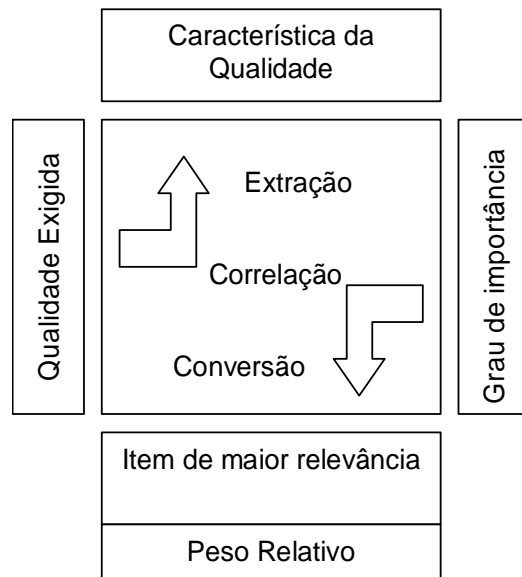 Característica da
Qualidade
Qualidade Exigida
Extração
Correlação
Conversão
Grau de importância
Item de maior relevância
Peso Relativo